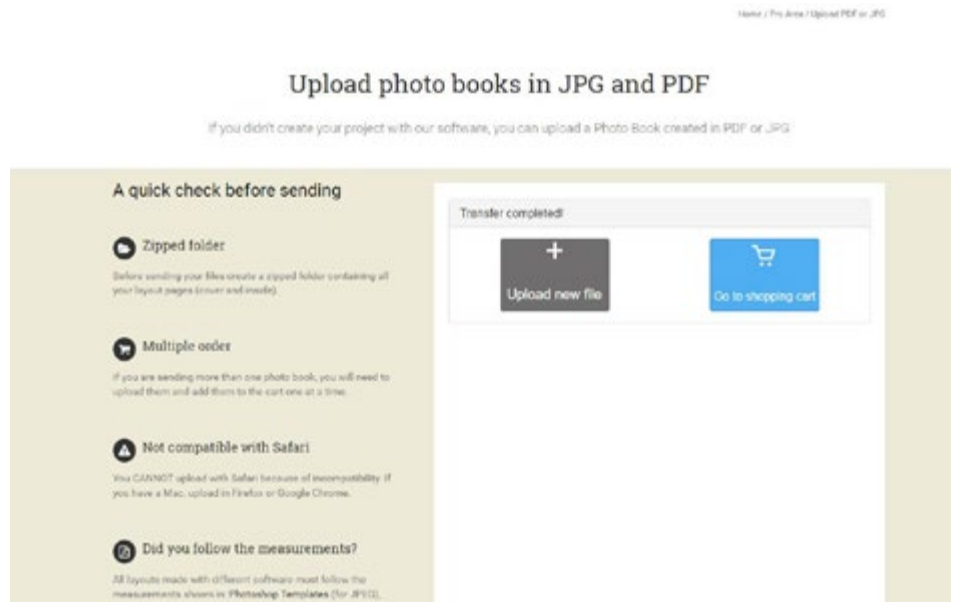 Home / Pro Area / Upload PDF or JPG
Upload photo books in JPG and PDF
If you didn't create your project with our software, you can upload a Photo Book created in PDF or JPG
A quick check before sending
Transfer completed!
Zipped folder
Upload new file
Go to shopping cart
Before sending your files create a zipped folder containing all
your layout pages (cover and inside).
Multiple order
If you are sending more than one photo book, you will need to
upload them and add them to the cart one at a time.
Not compatible with Safari
You CANNOT upload with Safari because of incompatibility. If
you have a Mac, upload in Firefox or Google Chrome.
Did you follow the measurements?
All layouts made with different software must follow the
measurements shown in Photoshop Templates (for JPEG),